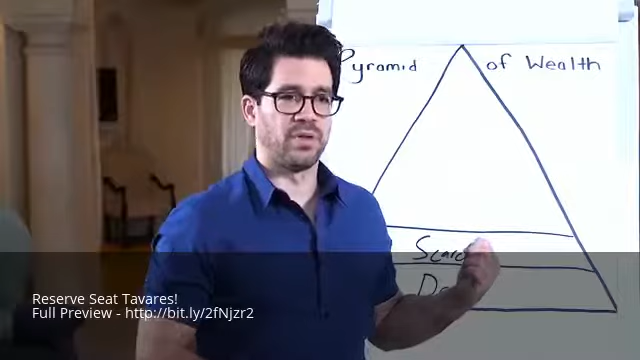 Pyramid of Wealth
Reserve Seat Tavares!
Full Preview - http://bit.ly/2fNjzr2